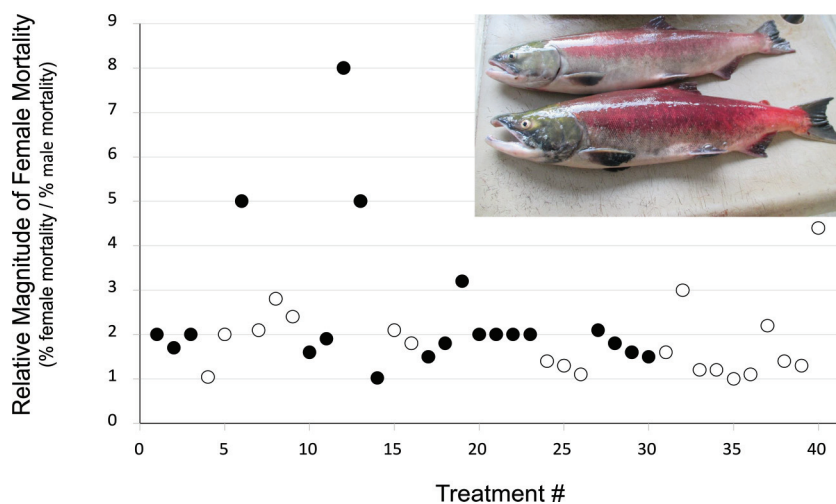 Relative Magnitude of Female Mortality
(% female mortality / % male mortality)
9
8
7
6
5
4
3
2
1
0
0 5 10 15 20 25 30 35 40
Treatment #